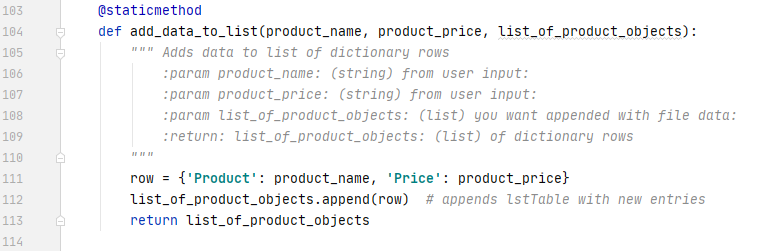 103 @staticmethod
104 def add_data_to_list(product_name, product_price, list_of_product_objects):
105 """ Adds data to list of dictionary rows
106 :param product_name: (string) from user input:
107 :param product_price: (string) from user input:
108 :param list_of_product_objects: (list) you want appended with file data:
109 :return: list_of_product_objects: (list) of dictionary rows
110 """
111 row = {'Product': product_name, 'Price': product_price}
112 list_of_product_objects.append(row)  # appends lstTable with new entries
113 return list_of_product_objects
114